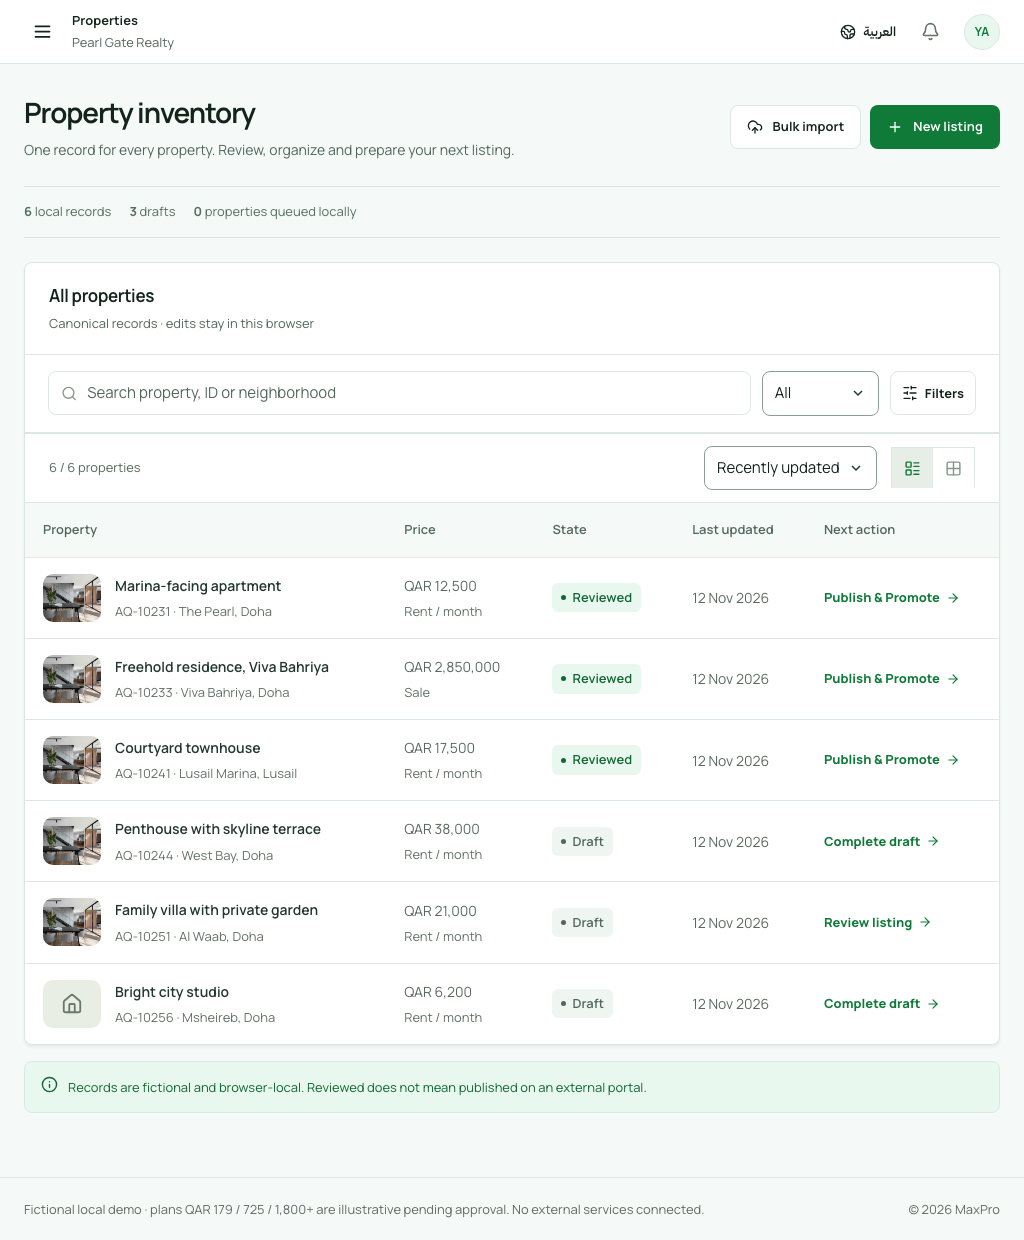 Properties
Pearl Gate Realty
العربية
YA
Property inventory
One record for every property. Review, organize and prepare your next listing.
Bulk import
New listing
6 local records 3 drafts 0 properties queued locally
All properties
Canonical records · edits stay in this browser
Search property, ID or neighborhood
All
Filters
6 / 6 properties
Recently updated
Property Price State Last updated Next action
Marina-facing apartment
AQ-10231 · The Pearl, Doha
QAR 12,500
Rent / month
Reviewed
12 Nov 2026
Publish & Promote
Freehold residence, Viva Bahriya
AQ-10233 · Viva Bahriya, Doha
QAR 2,850,000
Sale
Reviewed
12 Nov 2026
Publish & Promote
Courtyard townhouse
AQ-10241 · Lusail Marina, Lusail
QAR 17,500
Rent / month
Reviewed
12 Nov 2026
Publish & Promote
Penthouse with skyline terrace
AQ-10244 · West Bay, Doha
QAR 38,000
Rent / month
Draft
12 Nov 2026
Complete draft
Family villa with private garden
AQ-10251 · Al Waab, Doha
QAR 21,000
Rent / month
Draft
12 Nov 2026
Review listing
Bright city studio
AQ-10256 · Msheireb, Doha
QAR 6,200
Rent / month
Draft
12 Nov 2026
Complete draft
Records are fictional and browser-local. Reviewed does not mean published on an external portal.
Fictional local demo · plans QAR 179 / 725 / 1,800+ are illustrative pending approval. No external services connected.
© 2026 MaxPro